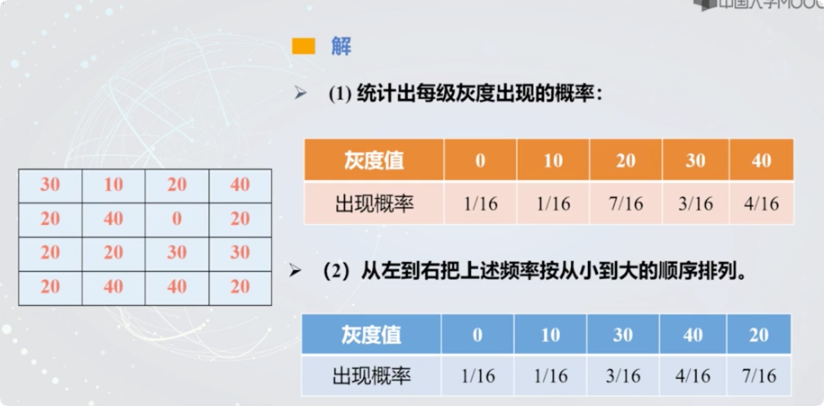 中国大学MOOC
解
(1) 统计出每级灰度出现的概率：
灰度值 0 10 20 30 40
出现概率 1/16 1/16 7/16 3/16 4/16
30 10 20 40
20 40 0 20
20 20 30 30
20 40 40 20
（2）从左到右把上述频率按从小到大的顺序排列。
灰度值 0 10 30 40 20
出现概率 1/16 1/16 3/16 4/16 7/16